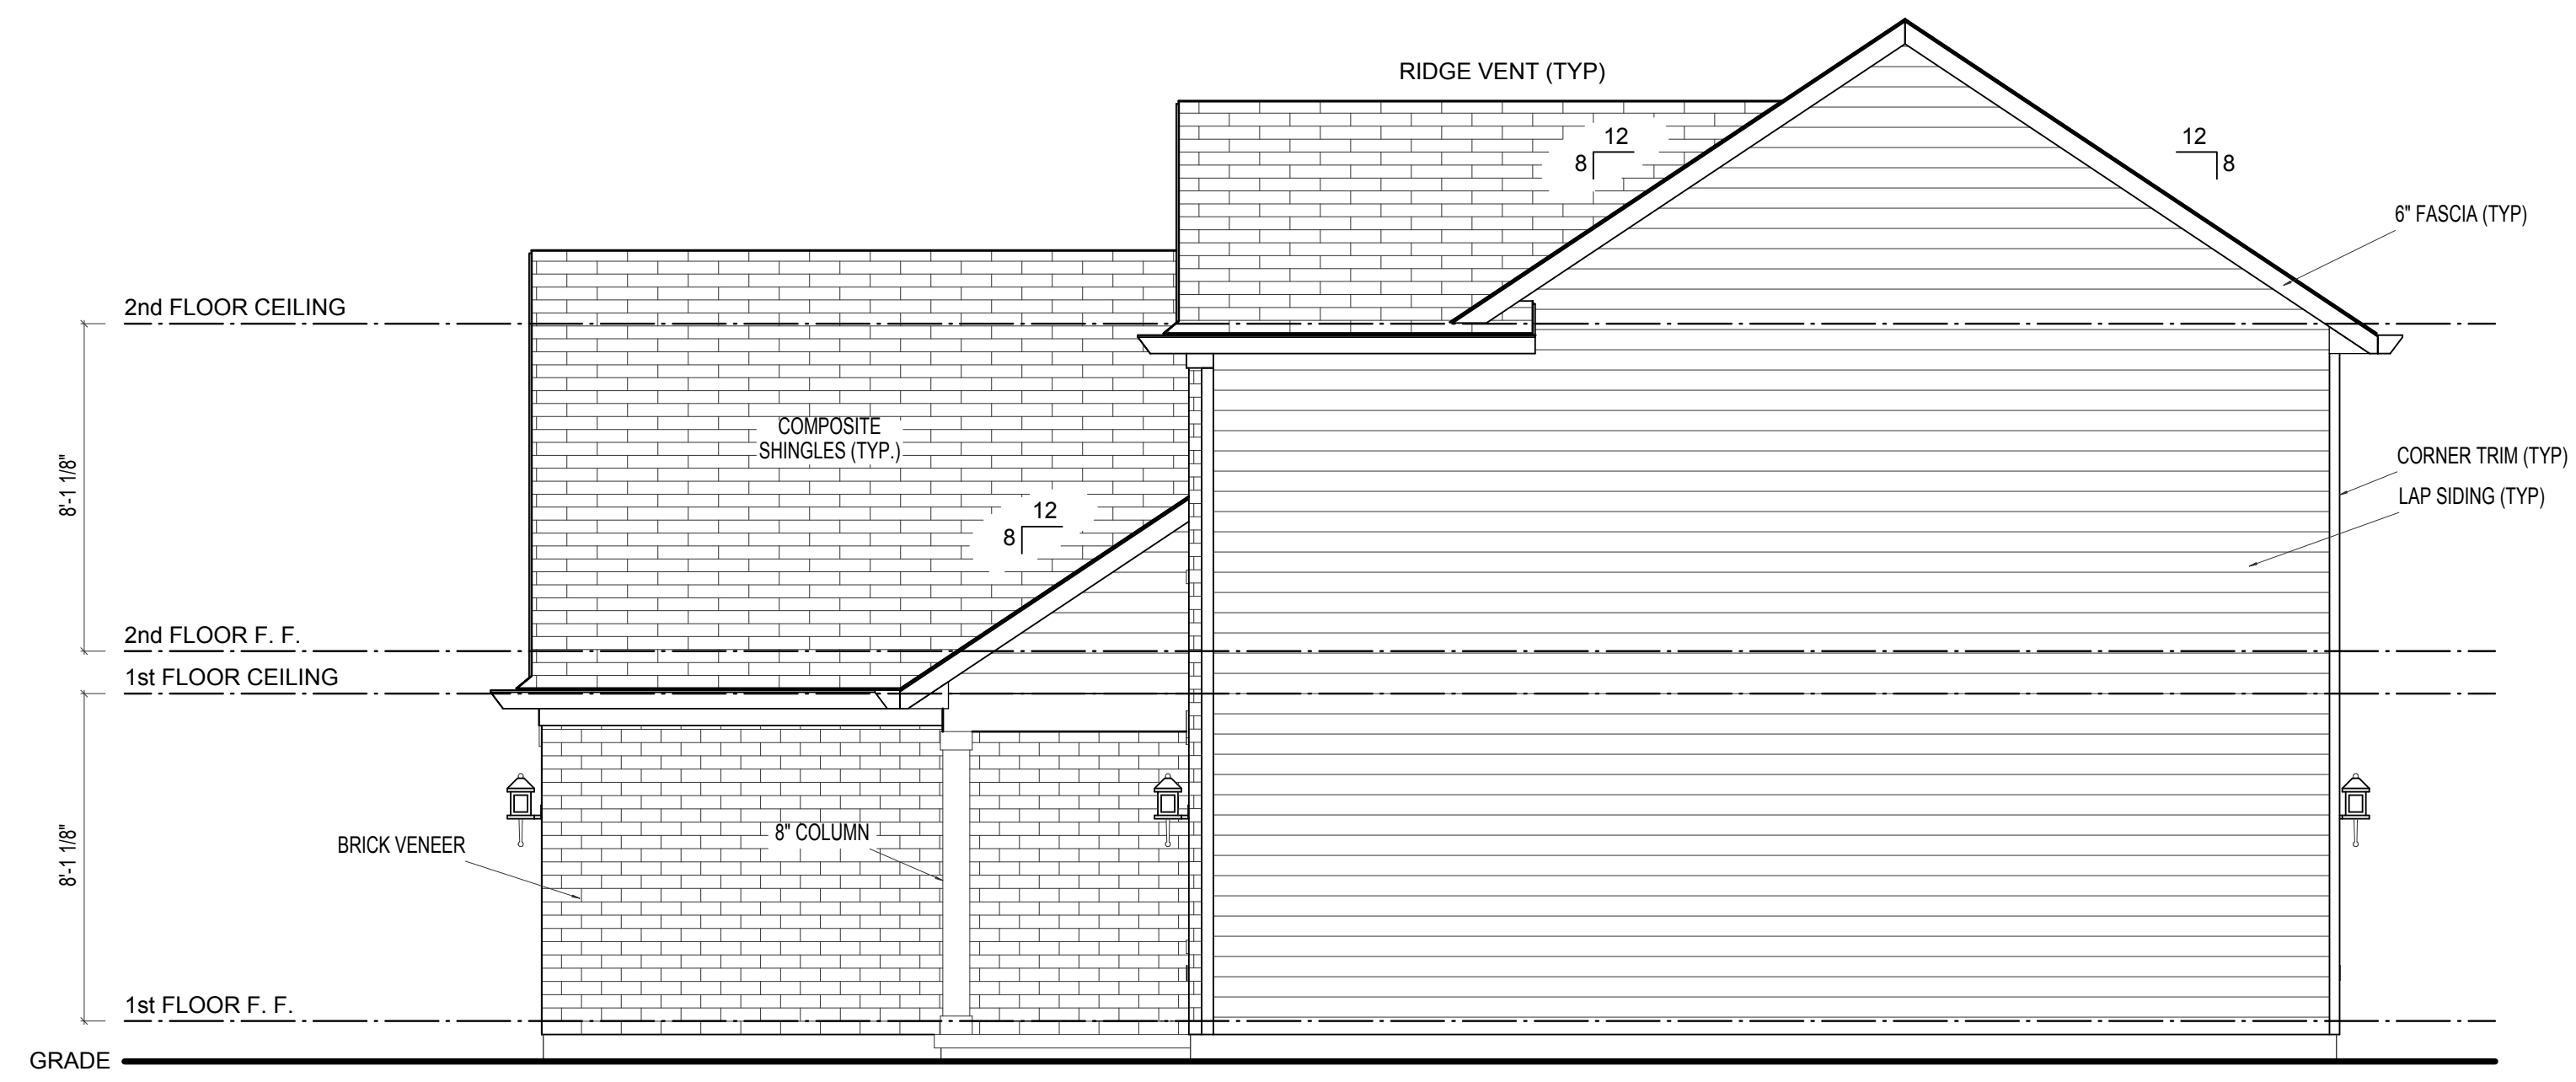 RIDGE VENT (TYP)
12
8
12
8
6" FASCIA (TYP)
2nd FLOOR CEILING
8'-1 1/8"
COMPOSITE
SHINGLES (TYP.)
12
8
CORNER TRIM (TYP)
LAP SIDING (TYP)
2nd FLOOR F. F.
1st FLOOR CEILING
8'-1 1/8"
BRICK VENEER
8" COLUMN
1st FLOOR F. F.
GRADE